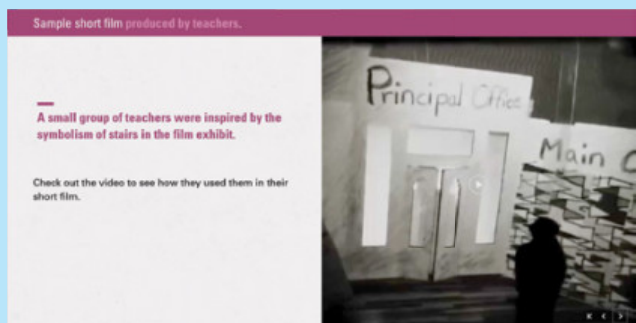 Sample short film produced by teachers.
A small group of teachers were inspired by the
symbolism of stairs in the film exhibit.
Check out the video to see how they used them in their
short film.
Principal Office
Main